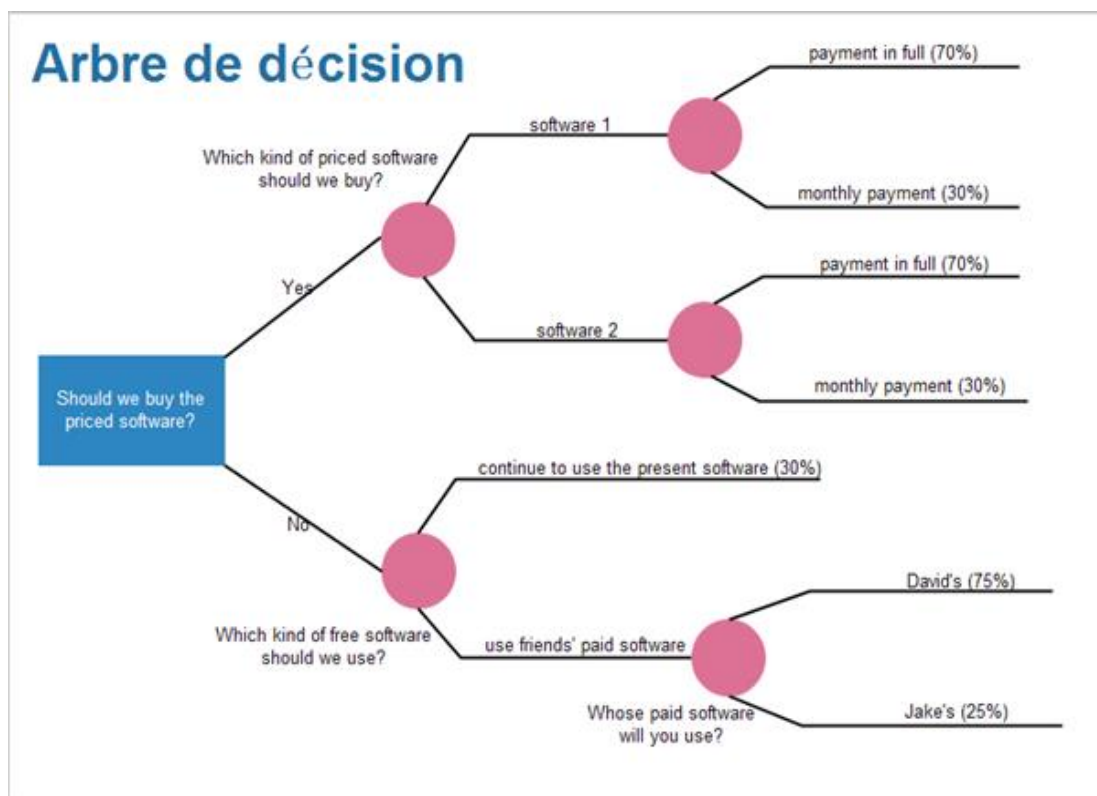 Arbre de décision
payment in full (70%)
software 1
Which kind of priced software
should we buy?
monthly payment (30%)
payment in full (70%)
Yes
software 2
Should we buy the
priced software?
monthly payment (30%)
continue to use the present software (30%)
No
David's (75%)
Which kind of free software
should we use?
use friends' paid software
Whose paid software
will you use?
Jake's (25%)